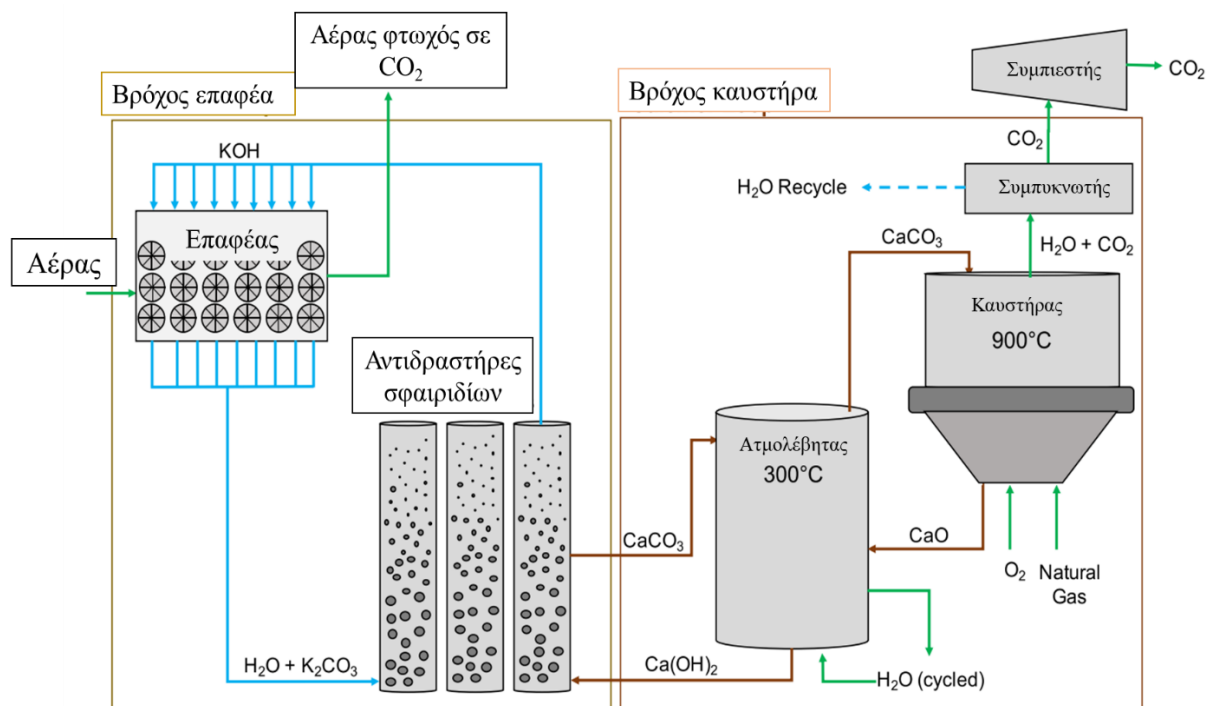 Αέρας φτωχός σε
CO₂
Βρόχος επαφέα
Βρόχος καυστήρα
Συμπιεστής
CO₂
CO₂
KOH
H₂O Recycle
Συμπυκνωτής
Επαφέας
CaCO₃
H₂O + CO₂
Αέρας
Καυστήρας
900°C
Αντιδραστήρες
σφαιριδίων
Ατμολέβητας
300°C
CaCO₃
CaO
O₂
Natural
Gas
H₂O + K₂CO₃
Ca(OH)₂
H₂O (cycled)